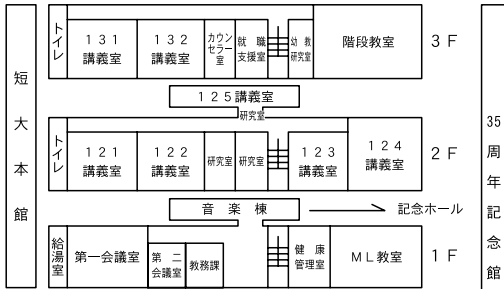 短大本館
トイレ
131
講義室
132
講義室
カウン
セラー
室
就職
支援室
幼教
研究室
階段教室
3F
125講義室
研究室
トイレ
121
講義室
122
講義室
研究室
研究室
123
講義室
124
講義室
2F
音楽棟
記念ホール
給湯室
第一会議室
第二
会議室
教務課
健康
管理室
ML教室
1F
35周年記念館